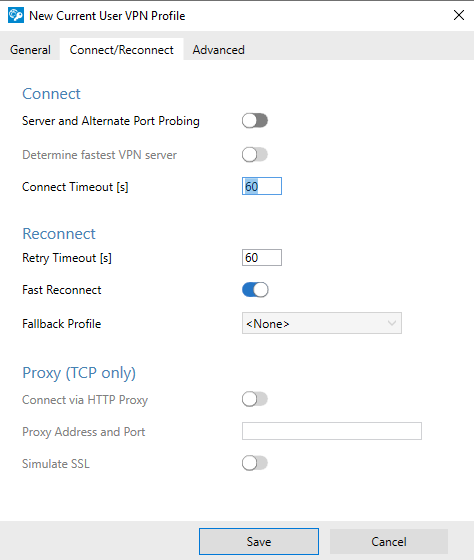 New Current User VPN Profile
General Connect/Reconnect Advanced
Connect
Server and Alternate Port Probing
Determine fastest VPN server
Connect Timeout [s] 60
Reconnect
Retry Timeout [s] 60
Fast Reconnect
Fallback Profile <None>
Proxy (TCP only)
Connect via HTTP Proxy
Proxy Address and Port
Simulate SSL
Save Cancel